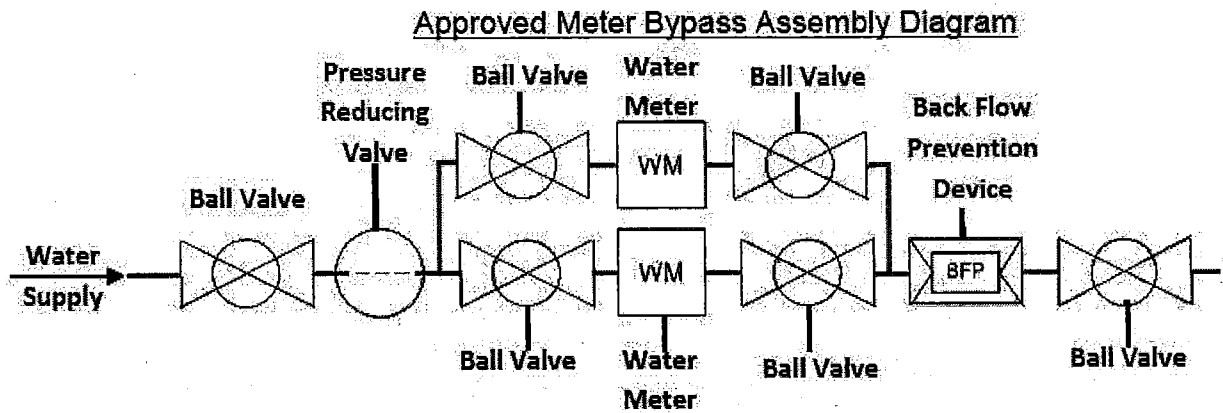 Approved Meter Bypass Assembly Diagram
Pressure
Reducing
Valve
Ball Valve
Water
Meter
Ball Valve
Back Flow
Prevention
Device
WM
Ball Valve
Water
Supply
WM
BFP
Ball Valve
Water
Meter
Ball Valve
Ball Valve